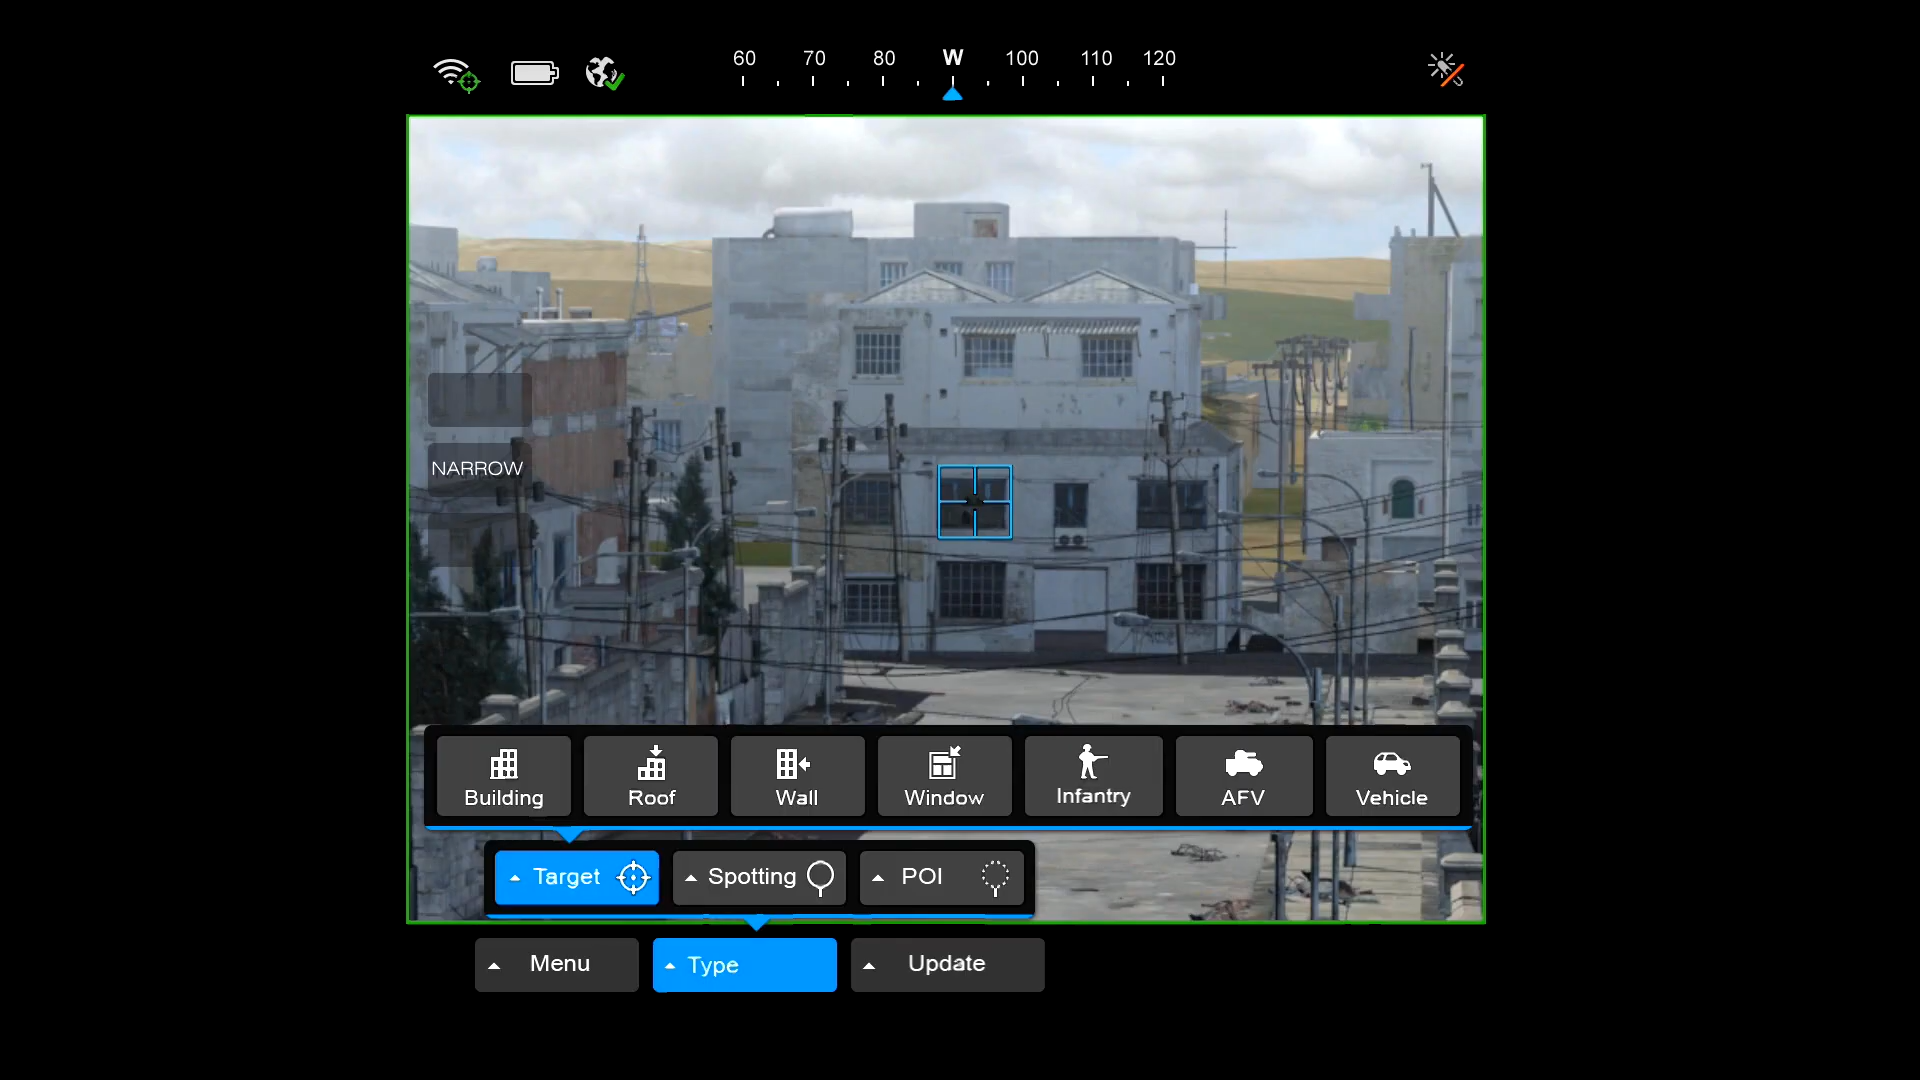 60 70 80 W 100 110 120
NARROW
Building Roof Wall Window Infantry AFV Vehicle
Target Spotting POI
Menu Type Update